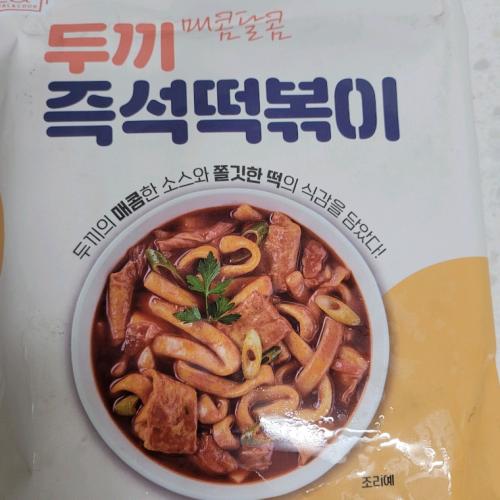 매콤달콤
두끼
즉석떡볶이
두끼의 매콤한 소스와 쫄깃한 떡의 식감을 담았다!
조리예